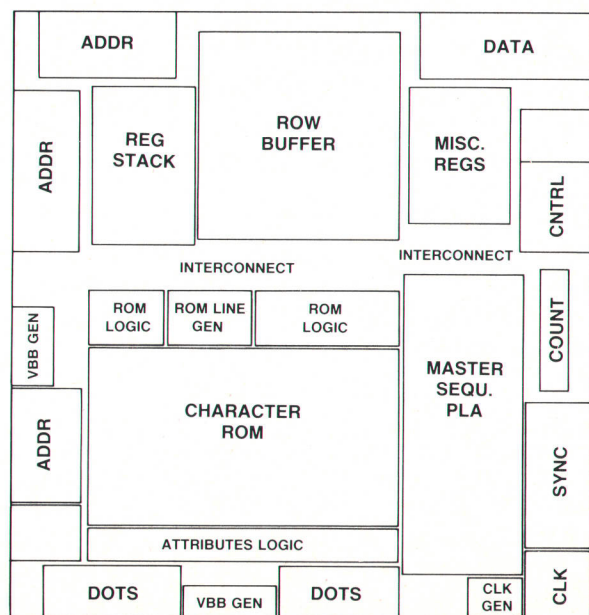 ADDR
DATA
ADDR
REG
STACK
ROW
BUFFER
MISC.
REGS
CNTRL
INTERCONNECT
INTERCONNECT
VBB GEN
ROM
LOGIC
ROM LINE
GEN
ROM
LOGIC
COUNT
MASTER
SEQU.
PLA
CHARACTER
ROM
ADDR
SYNC
ATTRIBUTES LOGIC
DOTS
VBB GEN
DOTS
CLK
GEN
CLK